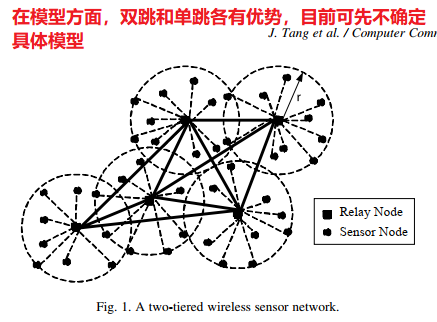 在模型方面，双跳和单跳各有优势，目前可先不确定
具体模型
J. Tang et al. / Computer Comm
r
Relay Node
Sensor Node
Fig. 1. A two-tiered wireless sensor network.